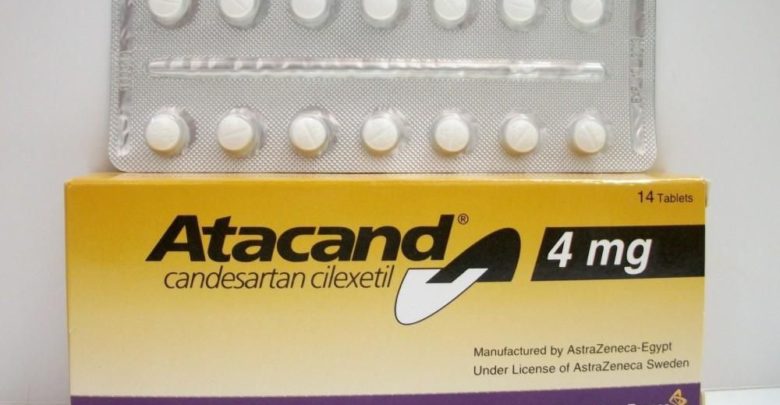 14 Tablets
Atacand®
4 mg
candesartan cilexetil
Manufactured by AstraZeneca-Egypt
Under License of AstraZeneca Sweden